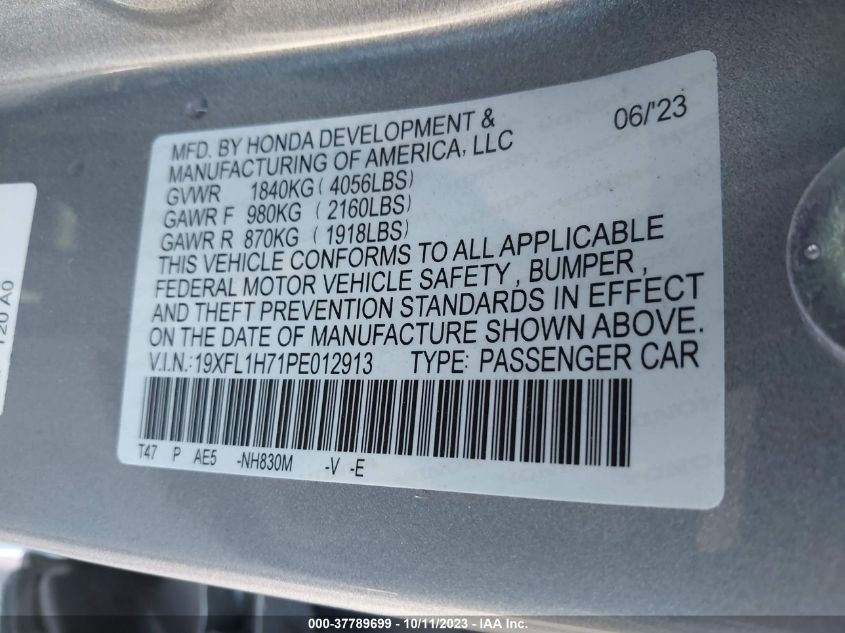 MFD. BY HONDA DEVELOPMENT & 06/'23
MANUFACTURING OF AMERICA, LLC
GVWR 1840KG ( 4056LBS)
GAWR F 980KG ( 2160LBS)
GAWR R 870KG ( 1918LBS)
THIS VEHICLE CONFORMS TO ALL APPLICABLE
FEDERAL MOTOR VEHICLE SAFETY , BUMPER ,
AND THEFT PREVENTION STANDARDS IN EFFECT
ON THE DATE OF MANUFACTURE SHOWN ABOVE.
V.I.N.:19XFL1H71PE012913 TYPE: PASSENGER CAR
T47 P AE5 -NH830M -V -E
120 A0
000-37789699 - 10/11/2023 - IAA Inc.